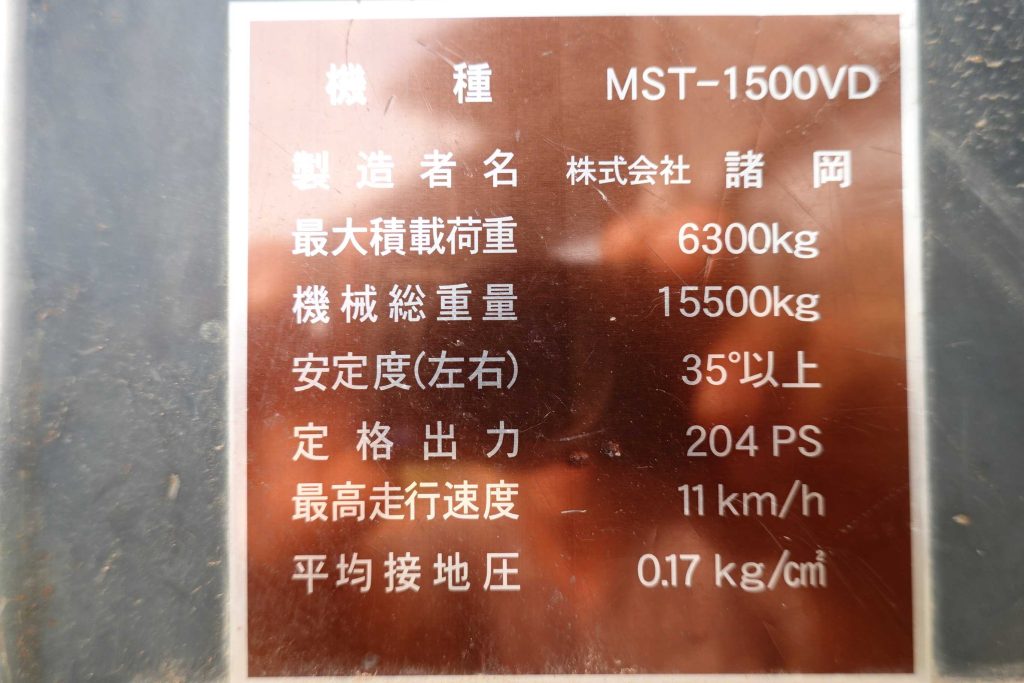 機種 MST-1500VD
製造者名 株式会社 諸岡
最大積載荷重 6300kg
機械総重量 15500kg
安定度(左右) 35°以上
定格出力 204 PS
最高走行速度 11 km/h
平均接地圧 0.17 kg/cm²